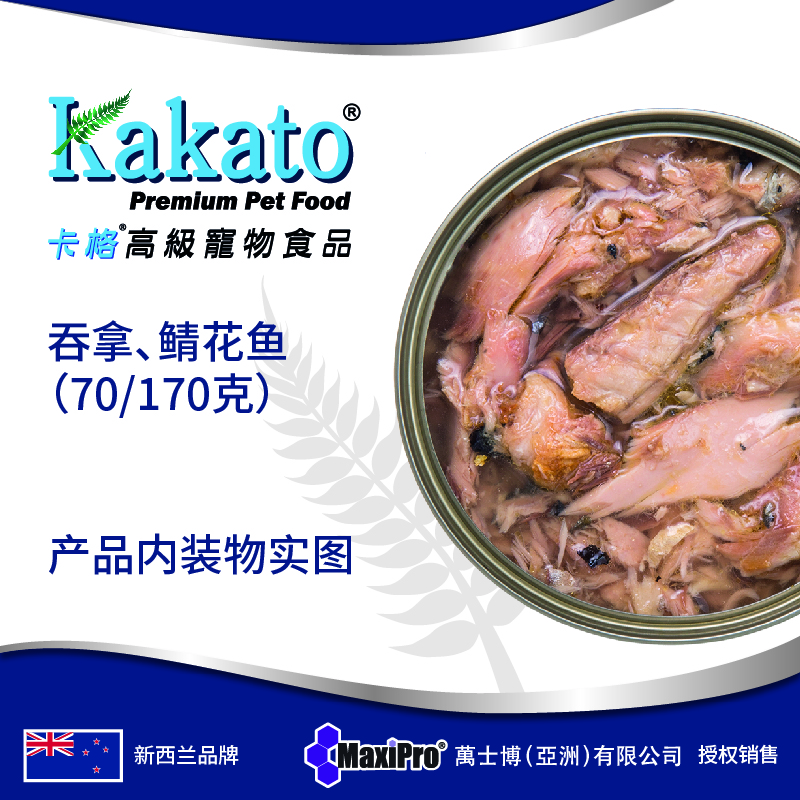 Kakato®
Premium Pet Food
卡格®高級寵物食品
吞拿、鲭花鱼
（70/170克）
产品内装物实图
新西兰品牌
MaxiPro® 萬士博（亞洲）有限公司 授权销售